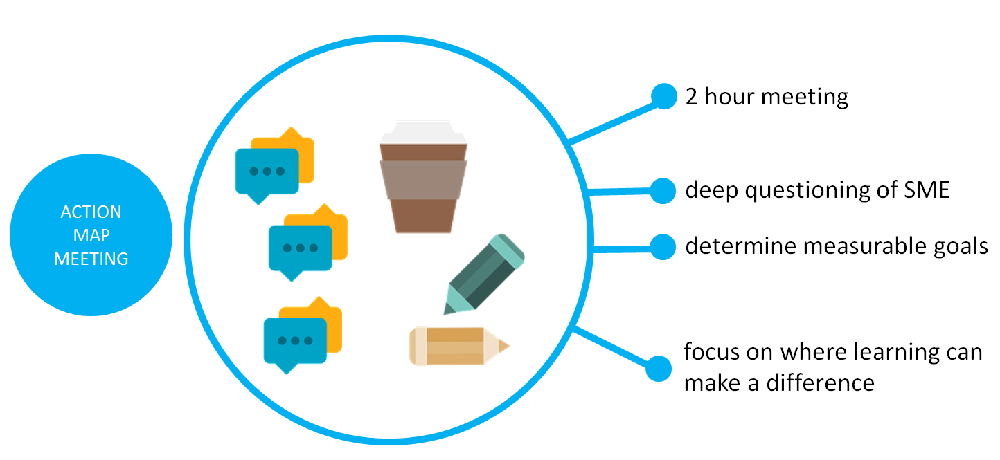 ACTION
MAP
MEETING
2 hour meeting
deep questioning of SME
determine measurable goals
focus on where learning can
make a difference